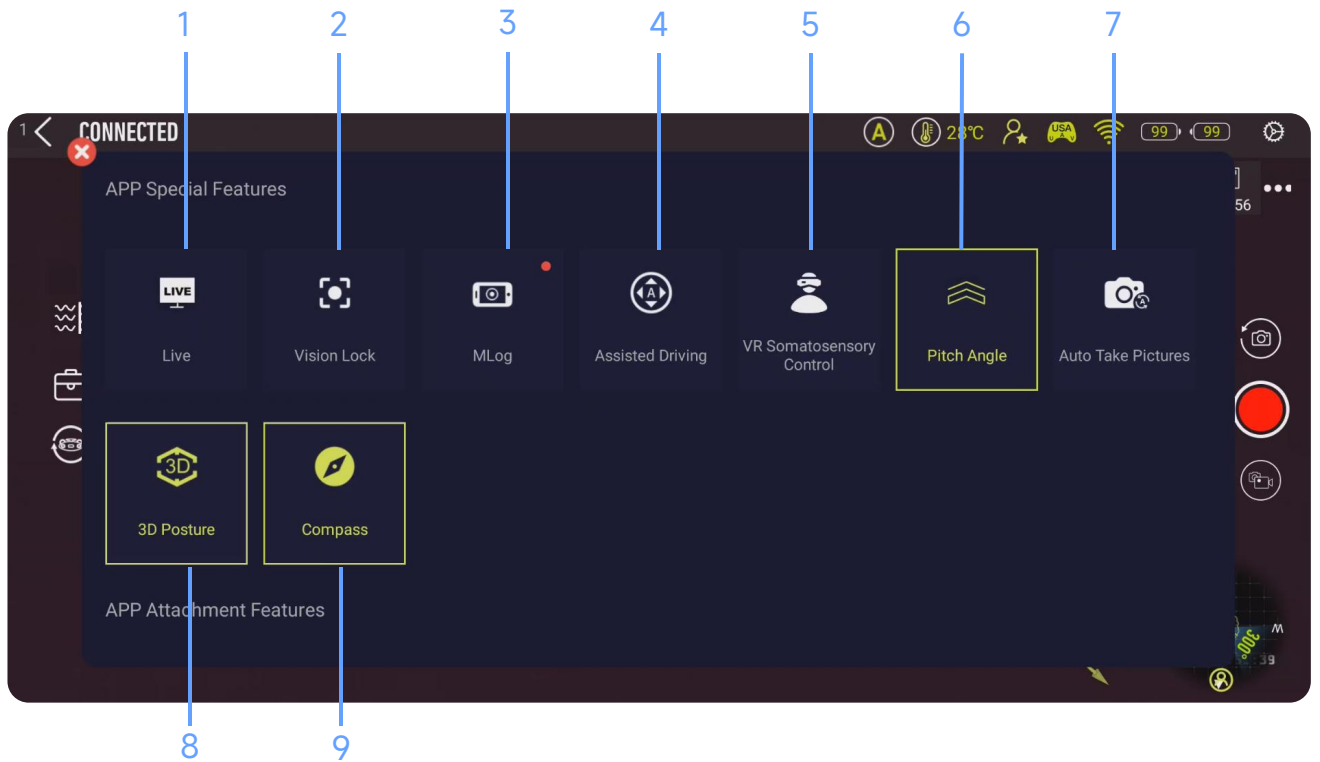 1 2 3 4 5 6 7
1 CONNECTED A 28°C USA 99 99
APP Special Features
56
LIVE
A
A
Live Vision Lock MLog Assisted Driving VR Somatosensory Control Pitch Angle Auto Take Pictures
3D
3D Posture Compass
APP Attachment Features
W
300°
39
8 9